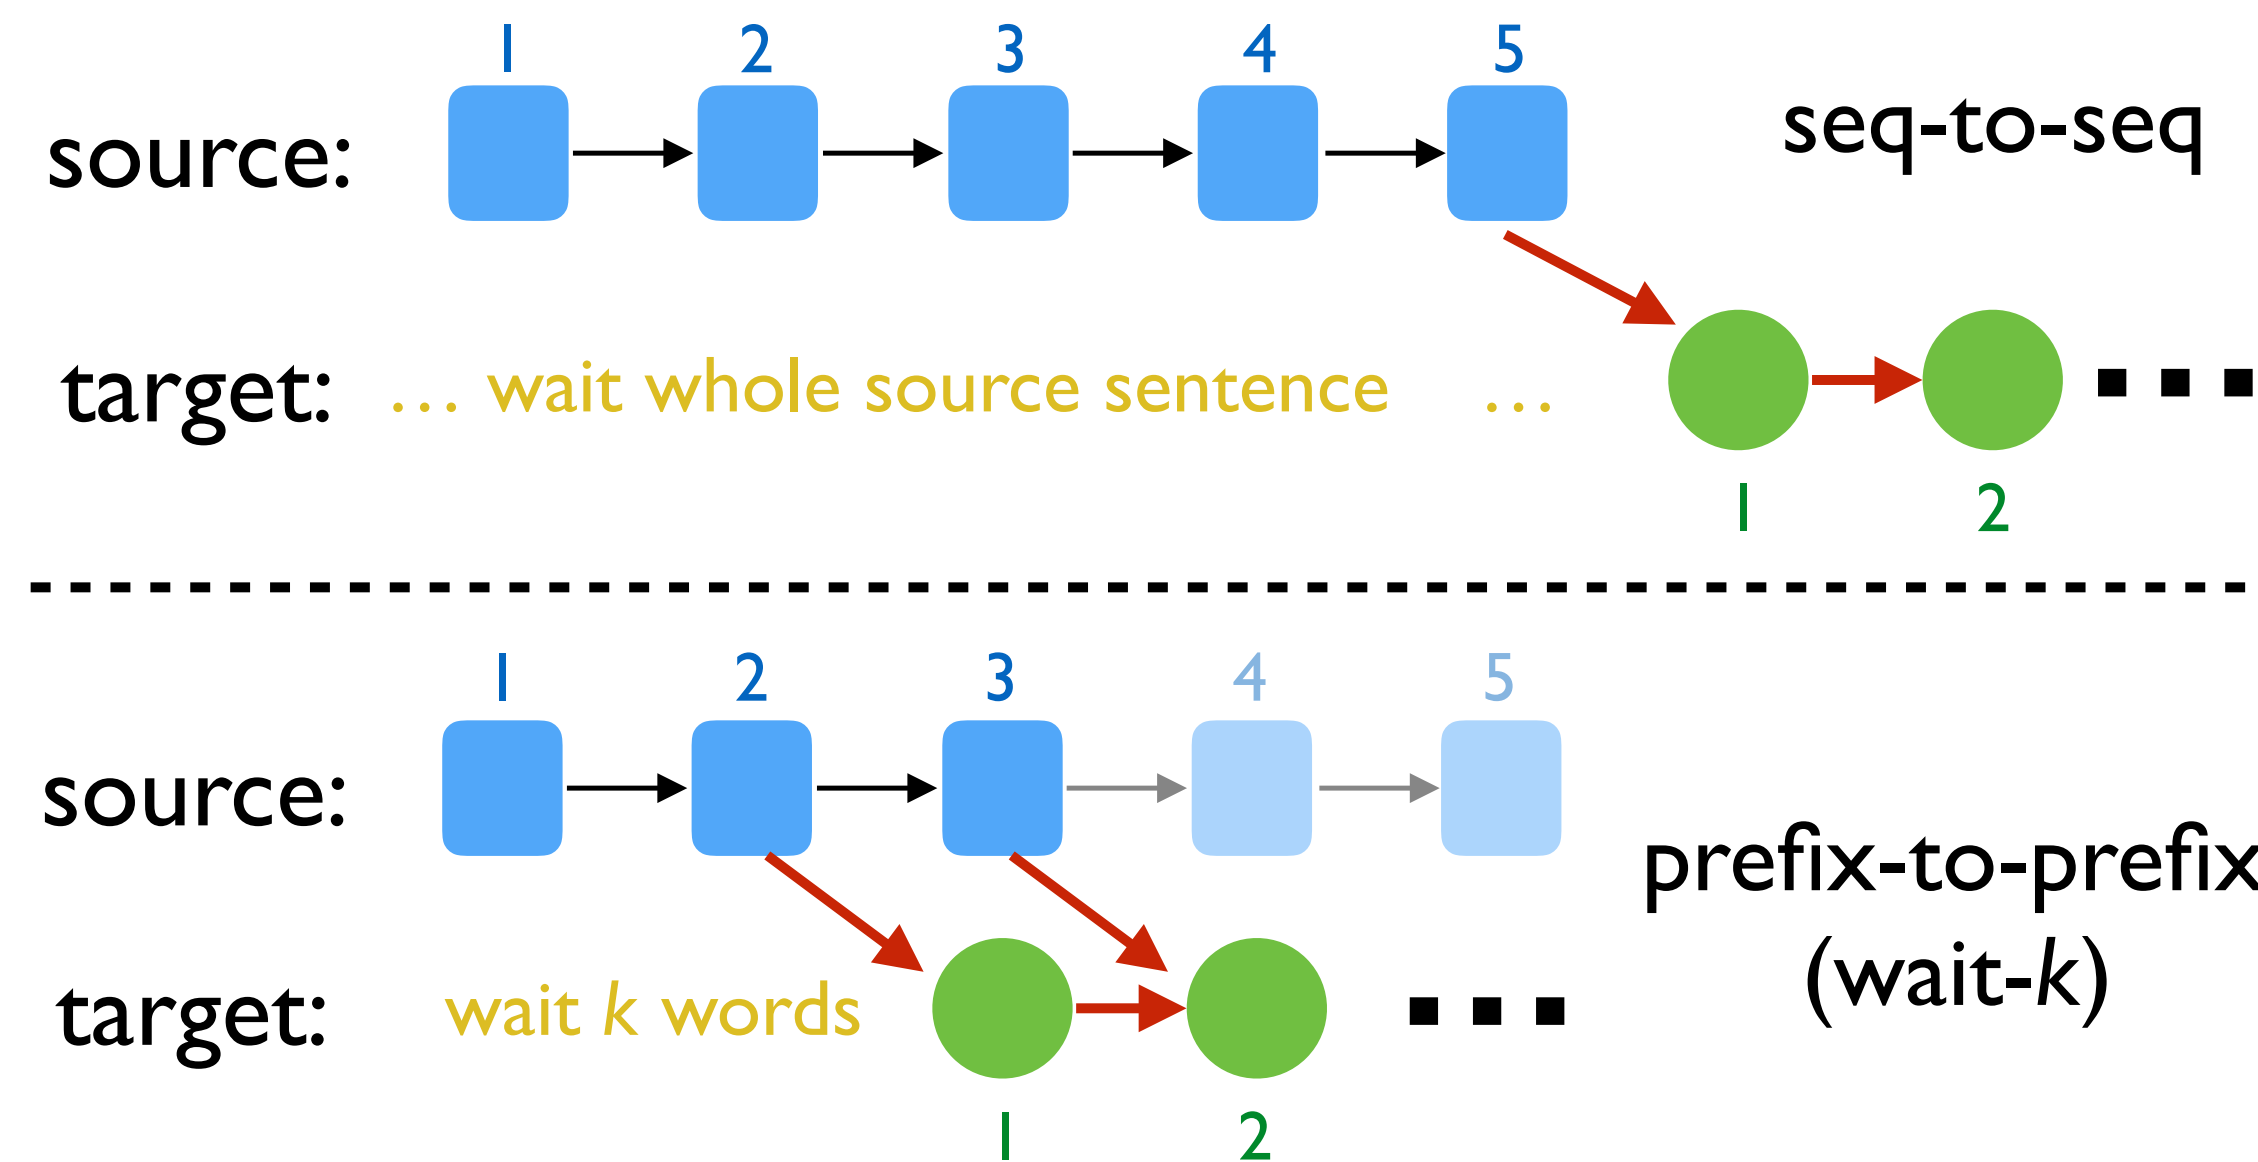 1 2 3 4 5
source:
seq-to-seq
target: … wait whole source sentence …
1 2
1 2 3 4 5
source:
prefix-to-prefix
(wait-k)
target: wait k words
1 2